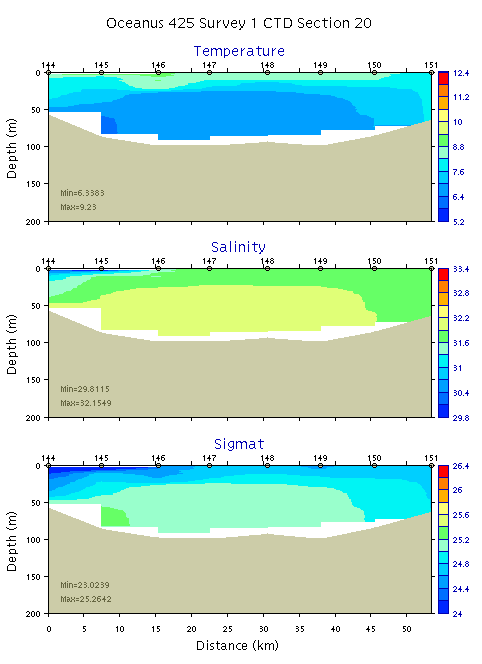 Oceanus 425 Survey 1 CTD Section 20
Temperature
144 145 146 147 148 149 150 151
0
50
100
150
200
Depth (m)
Min=6.3383
Max=9.23
12.4
11.2
10
8.8
7.6
6.4
5.2
Salinity
144 145 146 147 148 149 150 151
0
50
100
150
200
Depth (m)
Min=29.8115
Max=32.1549
33.4
32.8
32.2
31.6
31
30.4
29.8
Sigmat
144 145 146 147 148 149 150 151
0
50
100
150
200
Depth (m)
Min=23.0239
Max=25.2642
26.4
26
25.6
25.2
24.8
24.4
24
0 5 10 15 20 25 30 35 40 45 50
Distance (km)